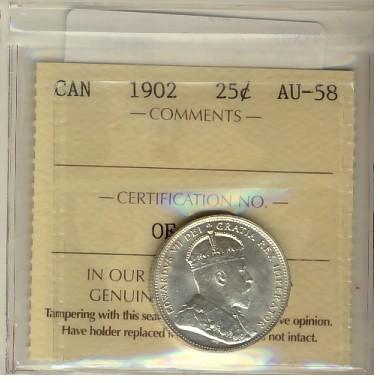 CAN 1902 25¢ AU-58
— COMMENTS —
— CERTIFICATION NO. —
IN OUR
GENUIN
Tampering with this sea ve opinion.
Have holder replaced not intact.
EDWARDVS VII DEI GRATIA REX IMPERATOR